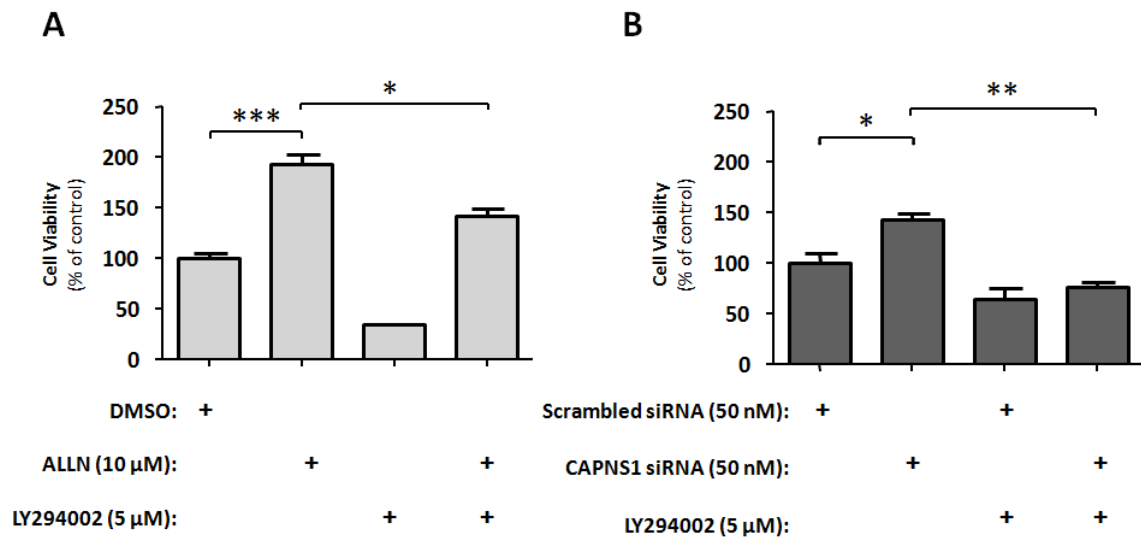 A
B
***
*
*
**
250
200
150
100
50
0
Cell Viability
(% of control)
250
200
150
100
50
0
Cell Viability
(% of control)
DMSO: +
ALLN (10 µM): + +
LY294002 (5 µM): + +
Scrambled siRNA (50 nM): + +
CAPNS1 siRNA (50 nM): + +
LY294002 (5 µM): + +